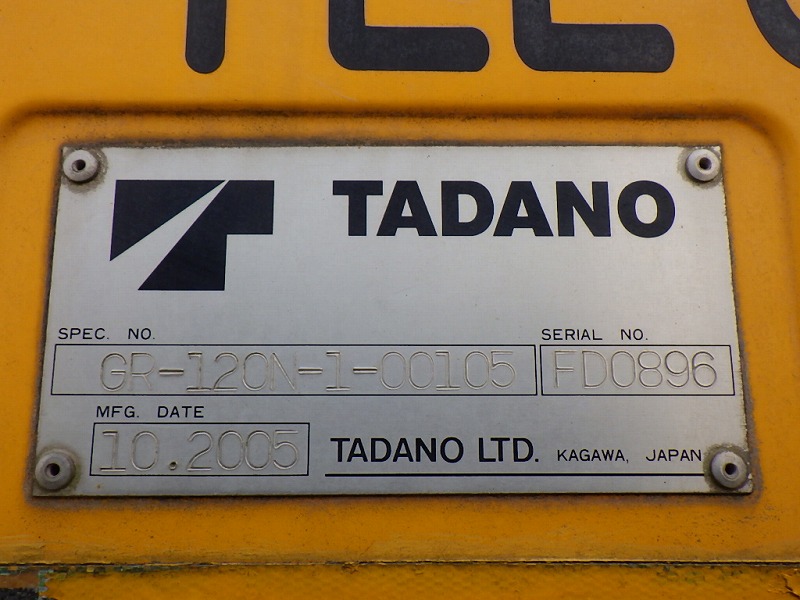 TADANO
SPEC. NO. SERIAL NO.
GR-120N-1-00105 FD0896
MFG. DATE
10.2005 TADANO LTD. KAGAWA, JAPAN